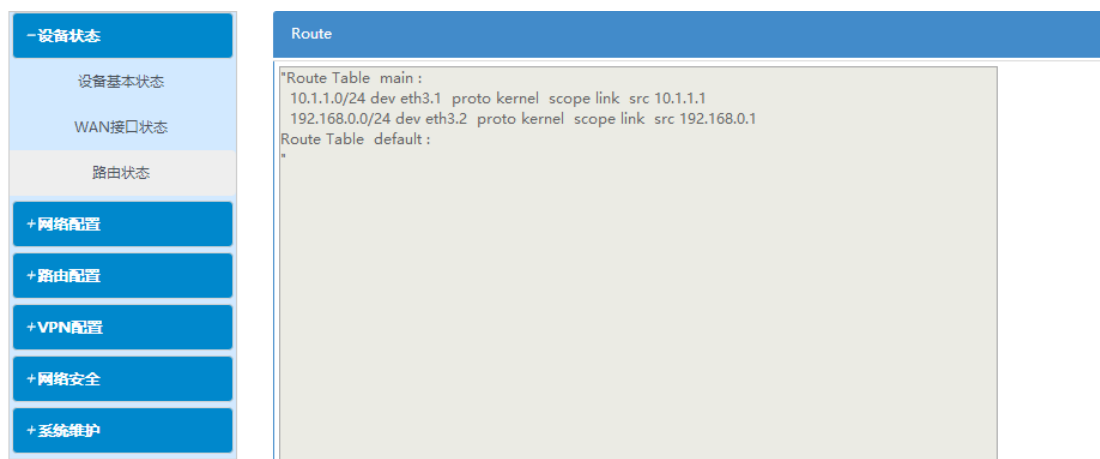 -设备状态
设备基本状态
WAN接口状态
路由状态
+网络配置
+路由配置
+VPN配置
+网络安全
+系统维护
Route
"Route Table  main :
10.1.1.0/24 dev eth3.1  proto kernel  scope link  src 10.1.1.1
192.168.0.0/24 dev eth3.2  proto kernel  scope link  src 192.168.0.1
Route Table  default :
"